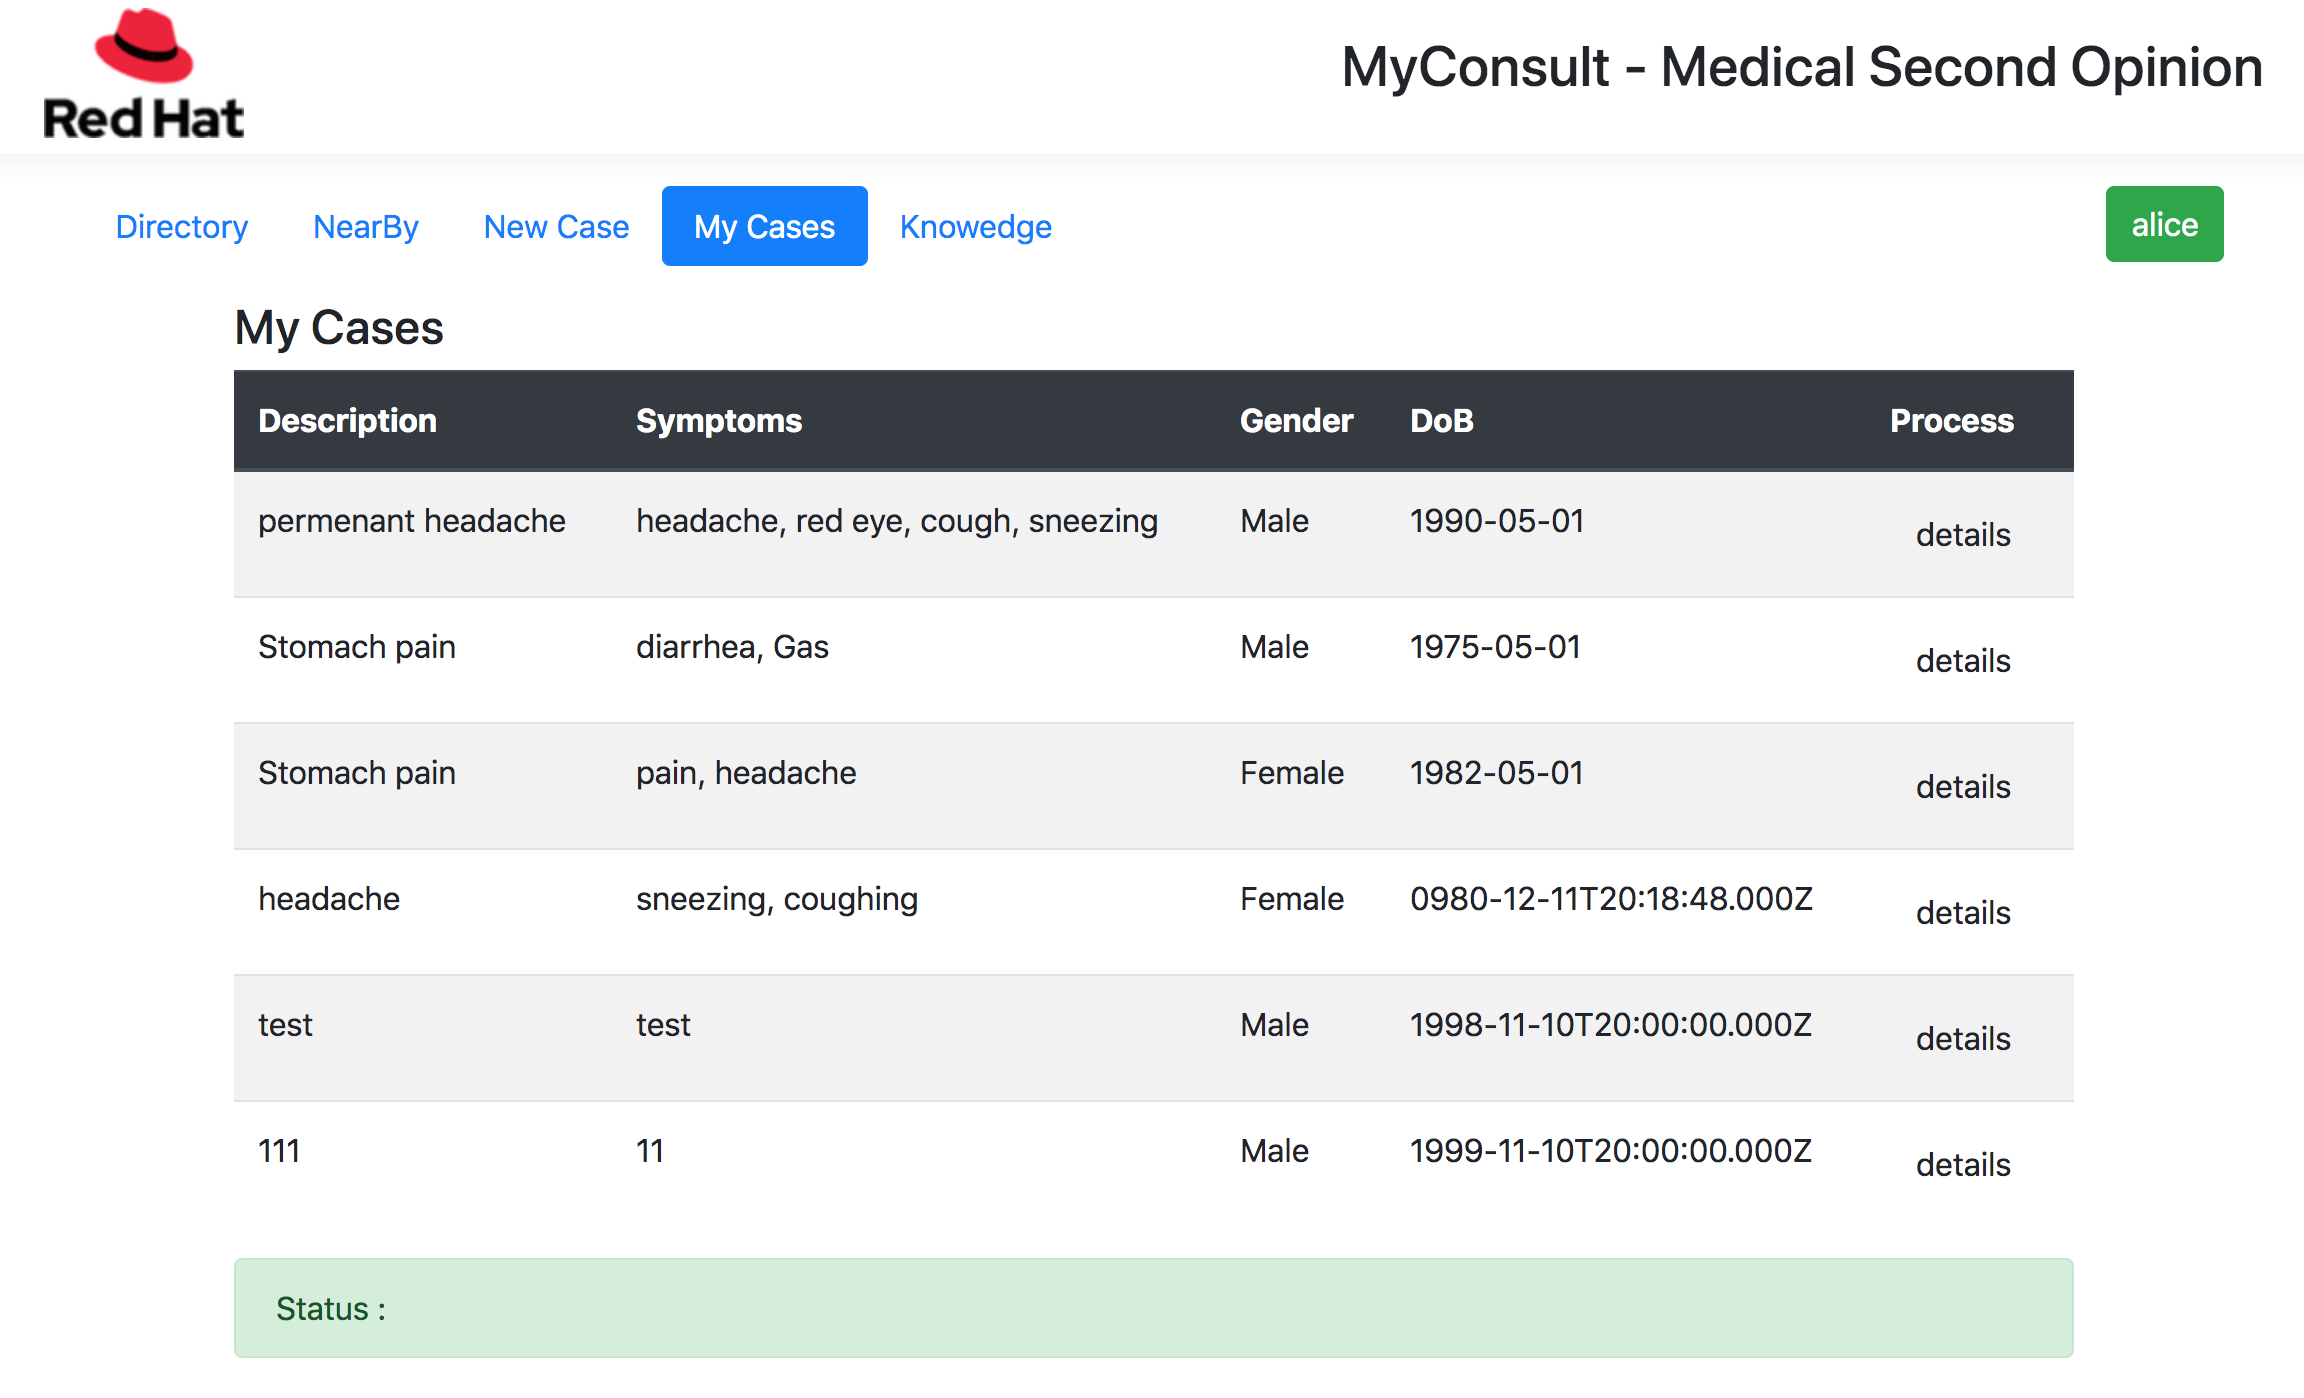 Red Hat
MyConsult - Medical Second Opinion
Directory NearBy New Case My Cases Knowedge alice
My Cases
Description Symptoms Gender DoB Process
permenant headache headache, red eye, cough, sneezing Male 1990-05-01 details
Stomach pain diarrhea, Gas Male 1975-05-01 details
Stomach pain pain, headache Female 1982-05-01 details
headache sneezing, coughing Female 0980-12-11T20:18:48.000Z details
test test Male 1998-11-10T20:00:00.000Z details
111 11 Male 1999-11-10T20:00:00.000Z details
Status :